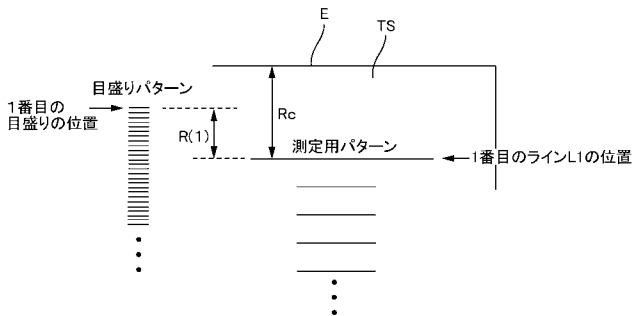 E
TS
目盛りパターン
1番目の
目盛りの位置
Rc
R(1)
測定用パターン
1番目のラインL1の位置